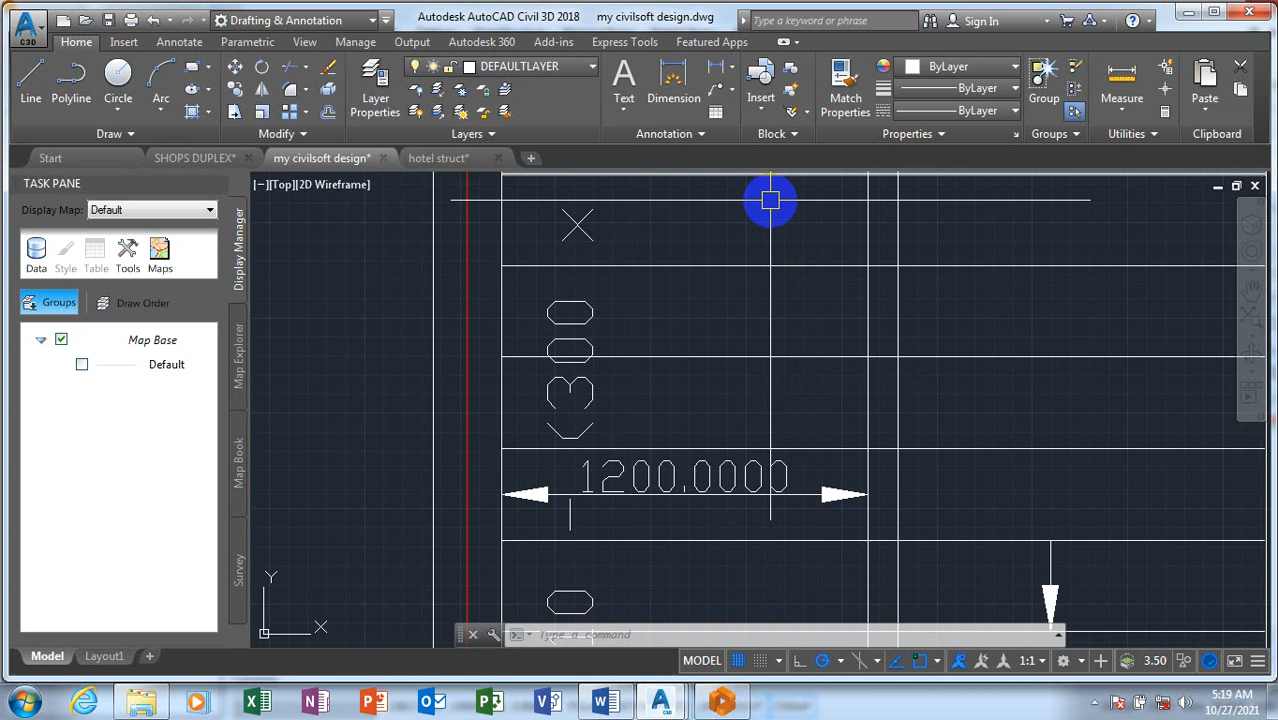 A C3D Drafting & Annotation Autodesk AutoCAD Civil 3D 2018 my civilsoft design.dwg Type a keyword or phrase Sign In
Home Insert Annotate Parametric View Manage Output Autodesk 360 Add-ins Express Tools Featured Apps
Line Polyline Circle Arc Layer Properties DEFAULTLAYER Text Dimension Insert Match Properties ByLayer ByLayer ByLayer Group Measure Paste
Draw Modify Layers Annotation Block Properties Groups Utilities Clipboard
Start SHOPS DUPLEX* my civilsoft design* hotel struct*
TASK PANE
[−][Top][2D Wireframe]
Display Map: Default
Data Style Table Tools Maps
Groups Draw Order
Map Base
Default
Display Manager
Map Explorer
Map Book
Survey
(300 X
1200,0000
Y
X
Type a command
Model Layout1 + MODEL 1:1 3.50
5:19 AM
10/27/2021